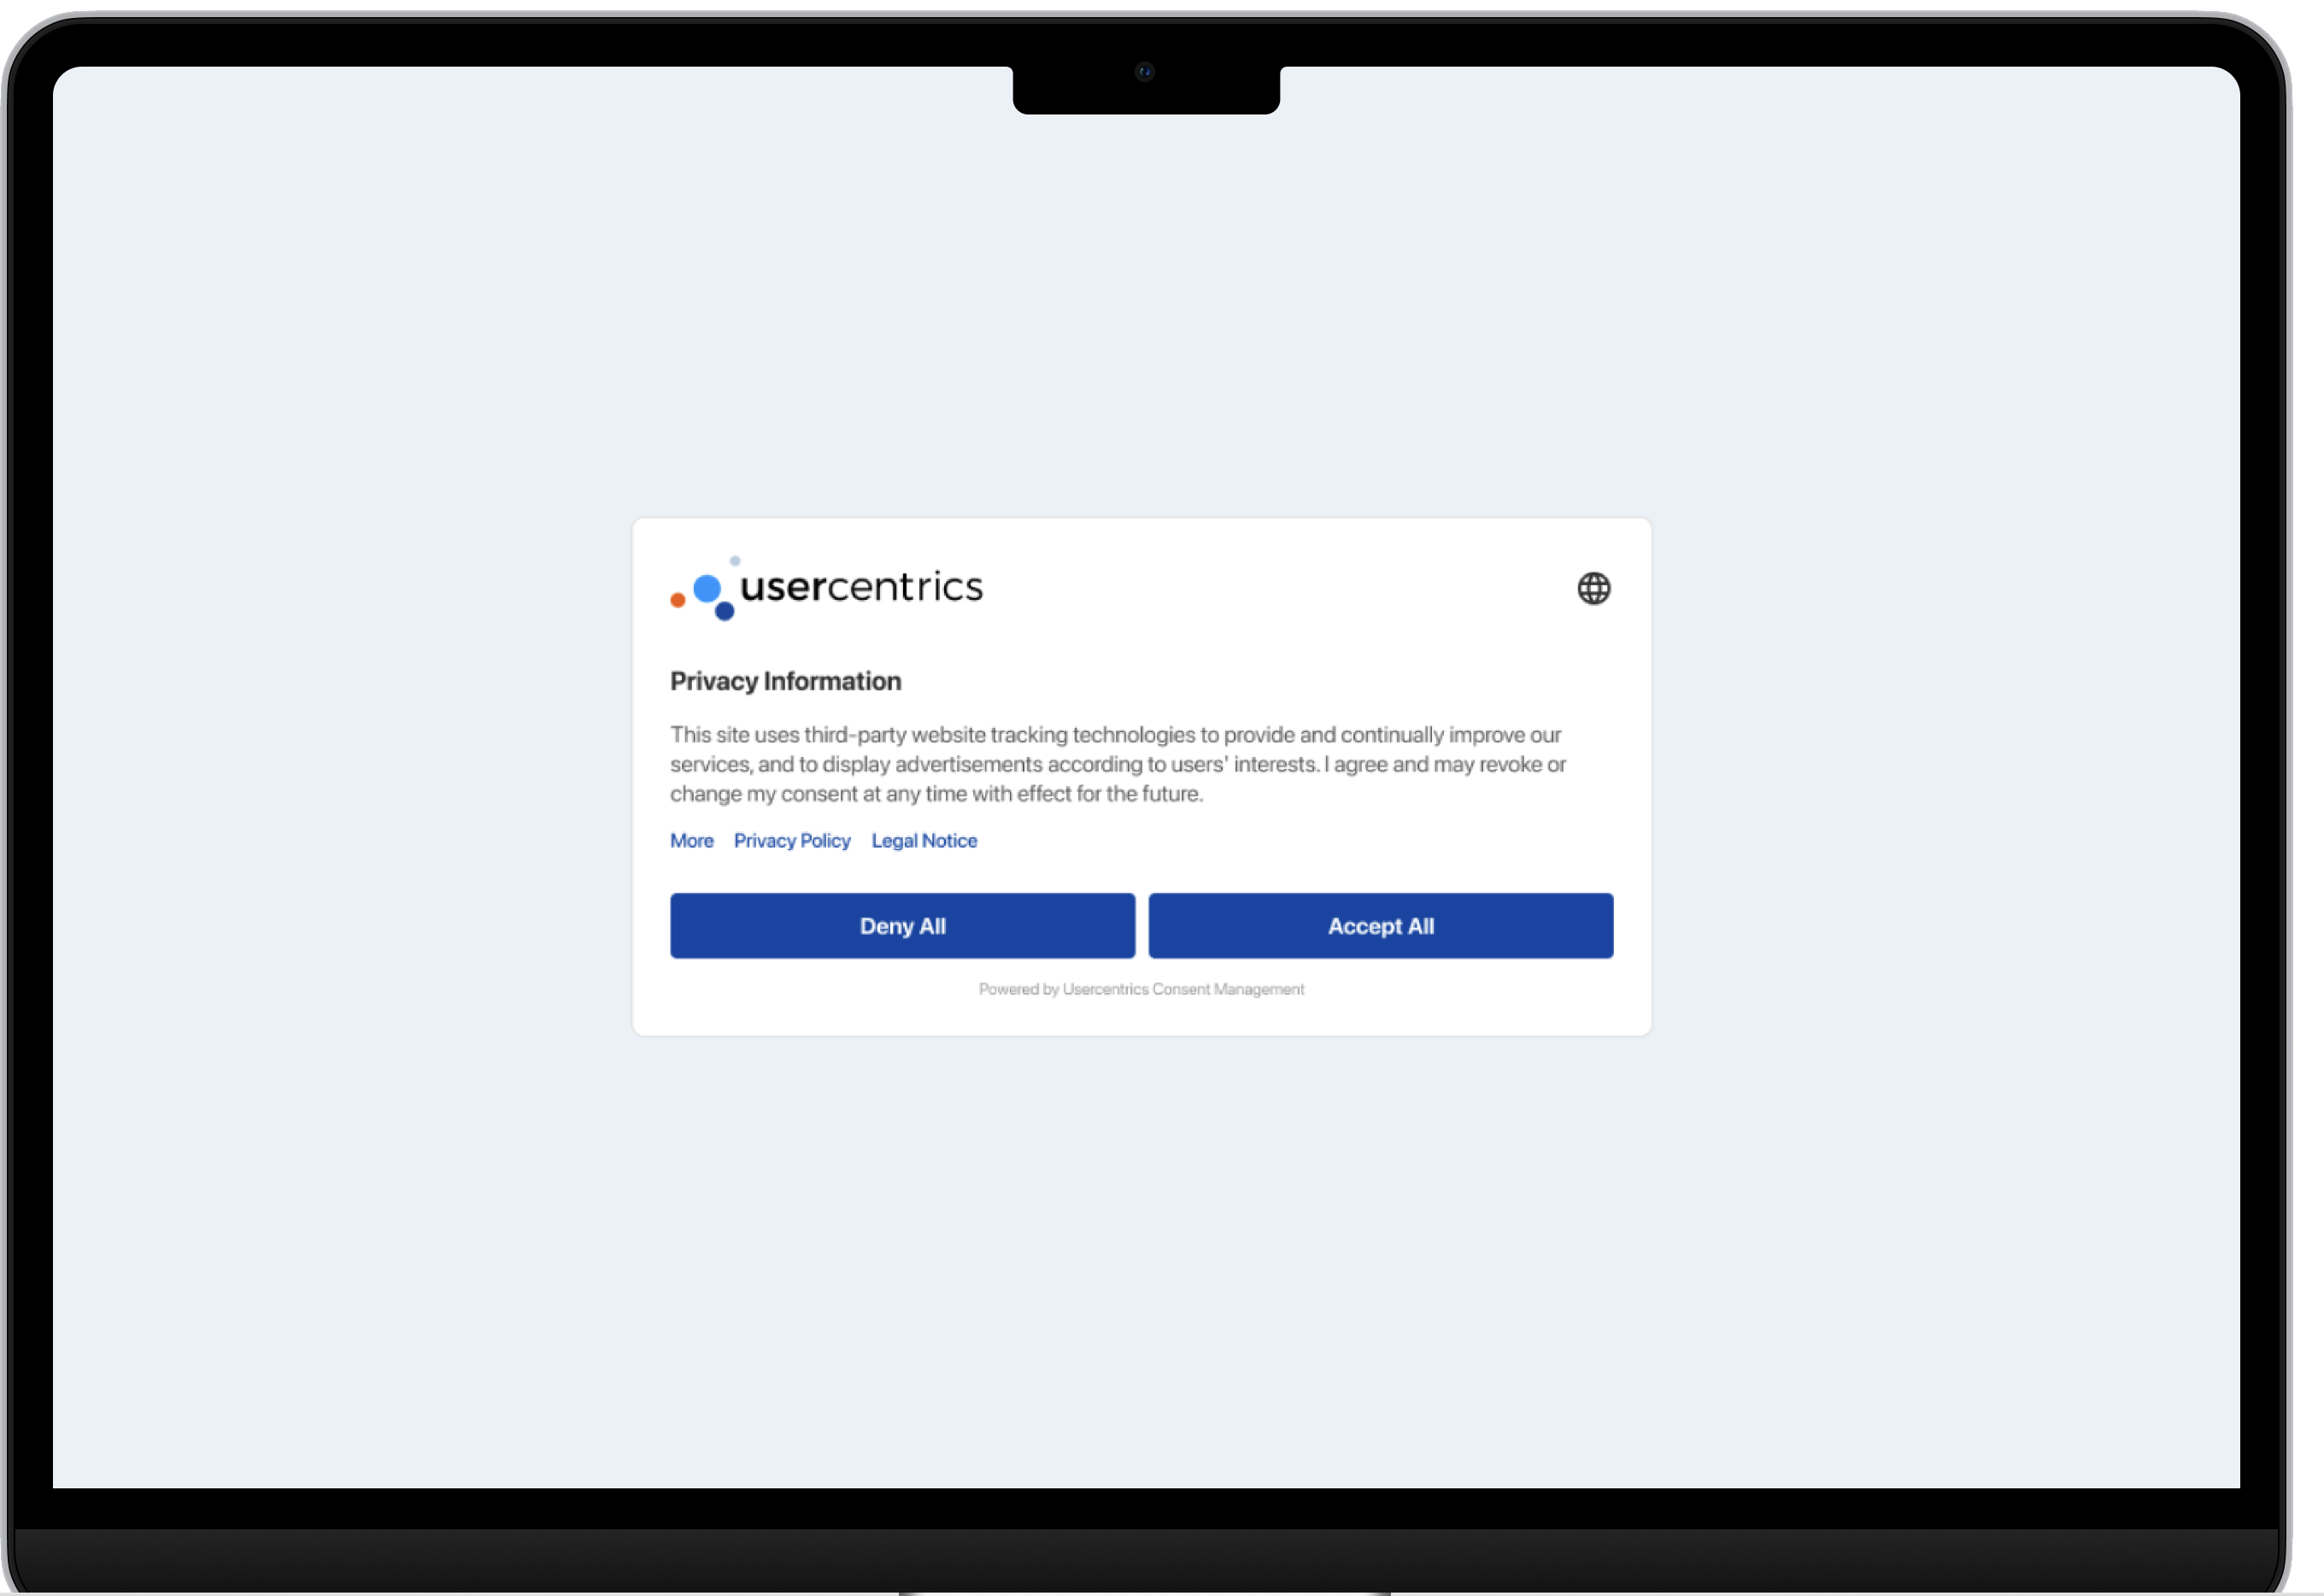 usercentrics
Privacy Information
This site uses third-party website tracking technologies to provide and continually improve our
services, and to display advertisements according to users' interests. I agree and may revoke or
change my consent at any time with effect for the future.
More Privacy Policy Legal Notice
Deny All Accept All
Powered by Usercentrics Consent Management